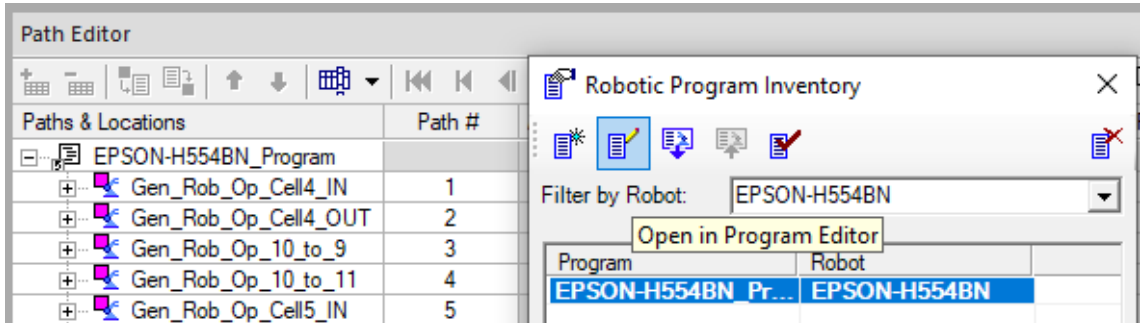 Path Editor
Robotic Program Inventory
Paths & Locations Path #
EPSON-H554BN_Program
Gen_Rob_Op_Cell4_IN 1
Gen_Rob_Op_Cell4_OUT 2
Gen_Rob_Op_10_to_9 3
Gen_Rob_Op_10_to_11 4
Gen_Rob_Op_Cell5_IN 5
Filter by Robot: EPSON-H554BN
Open in Program Editor
Program Robot
EPSON-H554BN_Pr... EPSON-H554BN